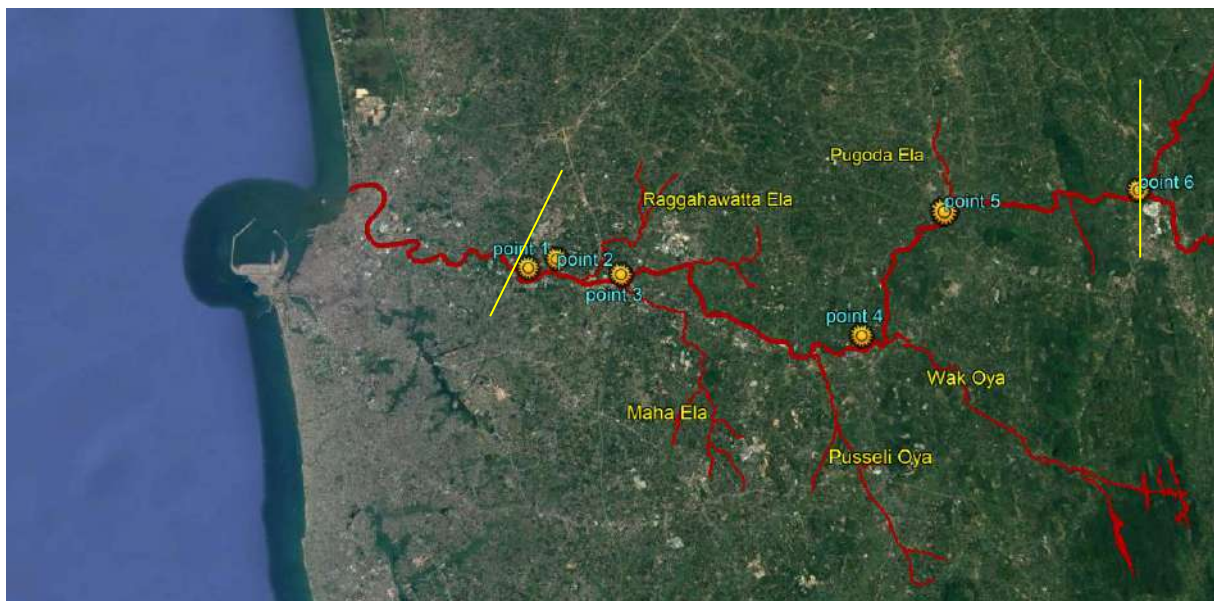 Pugoda Ela
point 6
Raggahawatta Ela
point 5
point 1
point 2
point 3
point 4
Wak Oya
Maha Ela
Pusseli Oya